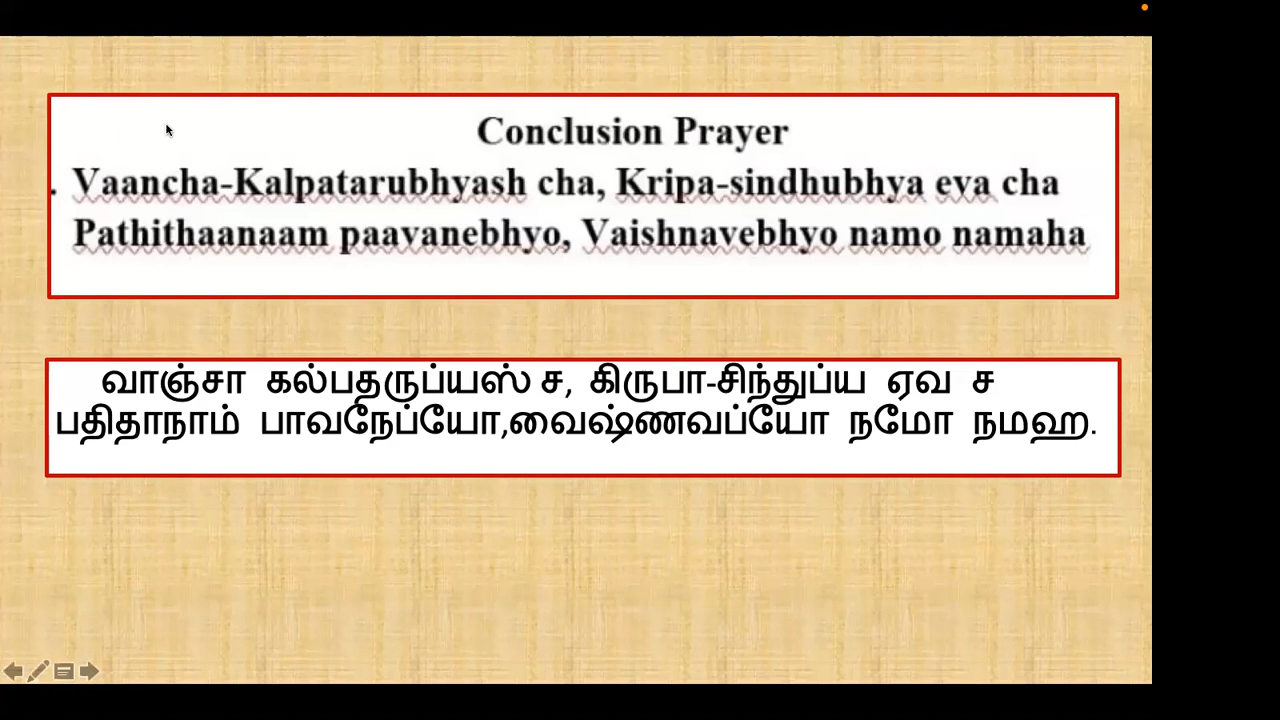 Conclusion Prayer
. Vaancha-Kalpatarubhyash cha, Kripa-sindhubhya eva cha
Pathithaanaam paavanebhyo, Vaishnavebhyo namo namaha
வாஞ்சா கல்பதருப்யஸ் ச, கிருபா-சிந்துப்ய ஏவ ச
பதிதாநாம் பாவநேப்யோ,வைஷ்ணவப்யோ நமோ நமஹ.